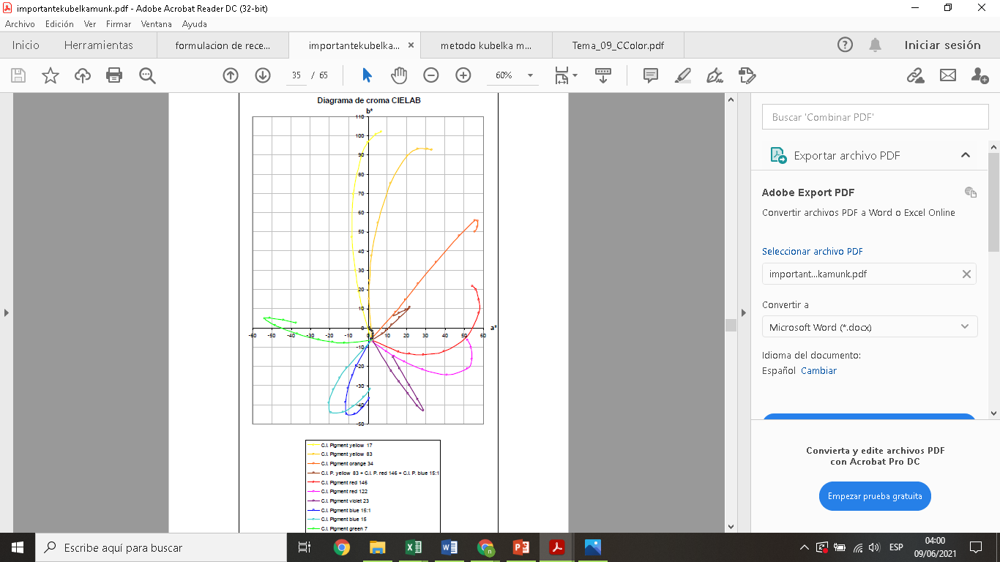 importantekubelkamunk.pdf - Adobe Acrobat Reader DC (32-bit)
Archivo Edición Ver Firmar Ventana Ayuda
Inicio Herramientas formulacion de rece... importantekubelka... metodo kubelka m... Tema_09_CColor.pdf Iniciar sesión
35 / 65 60%
Diagrama de croma CIELAB
b*
110
100
90
80
70
60
50
40
30
20
10
0 a*
-60 -50 -40 -30 -20 -10 0 10 20 30 40 50 60
-10
-20
-30
-40
-50
C.I. Pigment yellow 17
C.I. Pigment yellow 83
C.I. Pigment orange 34
C.I. P. yellow 83 + C.I. P. red 146 + C.I. P. blue 15:1
C.I. Pigment red 146
C.I. Pigment red 122
C.I. Pigment violet 23
C.I. Pigment blue 15:1
C.I. Pigment blue 15
C.I. Pigment green 7
Buscar 'Combinar PDF'
Exportar archivo PDF
Adobe Export PDF
Convertir archivos PDF a Word o Excel Online
Seleccionar archivo PDF
important...kamunk.pdf
Convertir a
Microsoft Word (*.docx)
Idioma del documento:
Español Cambiar
Convierta y edite archivos PDF
con Acrobat Pro DC
Empezar prueba gratuita
Escribe aquí para buscar
ESP
04:00
09/06/2021